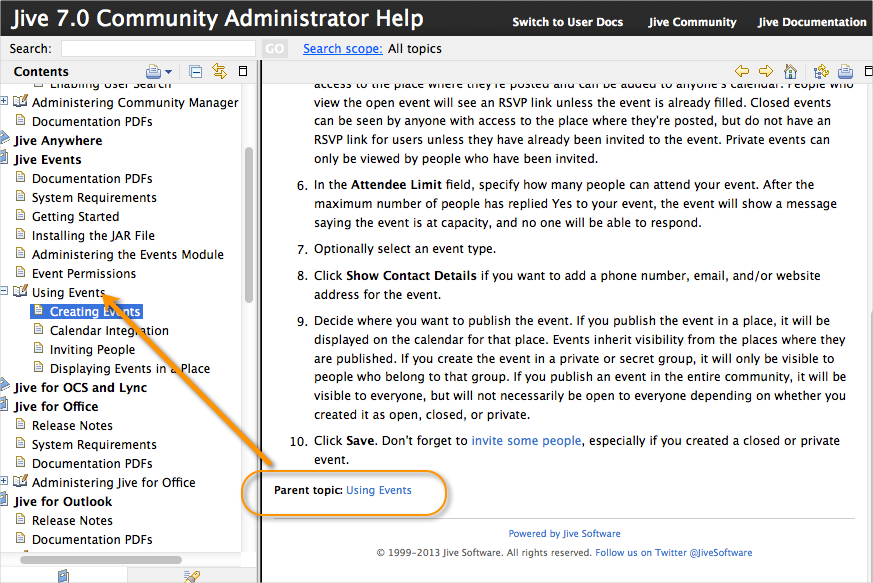 Jive 7.0 Community Administrator Help
Switch to User Docs Jive Community Jive Documentation
Search: GO Search scope: All topics
Contents
Enabling User Search
Administering Community Manager
Documentation PDFs
Jive Anywhere
Jive Events
Documentation PDFs
System Requirements
Getting Started
Installing the JAR File
Administering the Events Module
Event Permissions
Using Events
Creating Events
Calendar Integration
Inviting People
Displaying Events in a Place
Jive for OCS and Lync
Jive for Office
Release Notes
System Requirements
Documentation PDFs
Administering Jive for Office
Jive for Outlook
Release Notes
Documentation PDFs
access to the place where they're posted and can be added to anyone's calendar. People who
view the open event will see an RSVP link unless the event is already filled. Closed events
can be seen by anyone with access to the place where they're posted, but do not have an
RSVP link for users unless they have already been invited to the event. Private events can
only be viewed by people who have been invited.
6. In the Attendee Limit field, specify how many people can attend your event. After the
maximum number of people has replied Yes to your event, the event will show a message
saying the event is at capacity, and no one will be able to respond.
7. Optionally select an event type.
8. Click Show Contact Details if you want to add a phone number, email, and/or website
address for the event.
9. Decide where you want to publish the event. If you publish the event in a place, it will be
displayed on the calendar for that place. Events inherit visibility from the places where they
are published. If you create the event in a private or secret group, it will only be visible to
people who belong to that group. If you publish an event in the entire community, it will be
visible to everyone, but will not necessarily be open to everyone depending on whether you
created it as open, closed, or private.
10. Click Save. Don't forget to invite some people, especially if you created a closed or private
event.
Parent topic: Using Events
Powered by Jive Software
© 1999-2013 Jive Software. All rights reserved. Follow us on Twitter @JiveSoftware